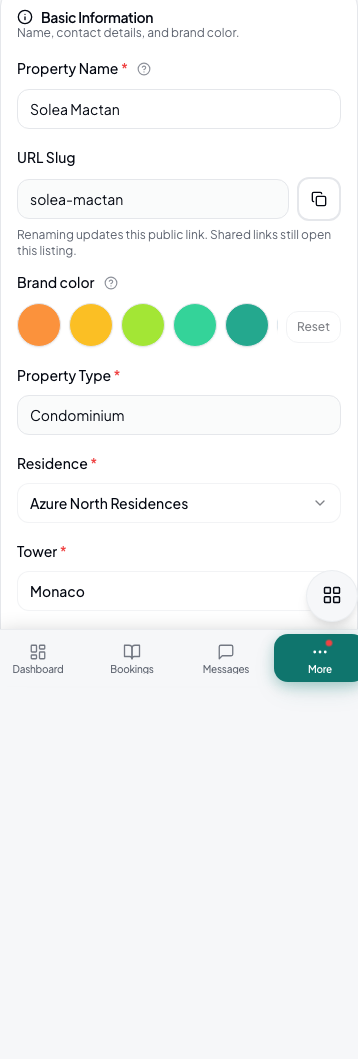 Basic Information
Name, contact details, and brand color.
Property Name *
Solea Mactan
URL Slug
solea-mactan
Renaming updates this public link. Shared links still open
this listing.
Brand color
Reset
Property Type *
Condominium
Residence *
Azure North Residences
Tower *
Monaco
Dashboard
Bookings
Messages
More